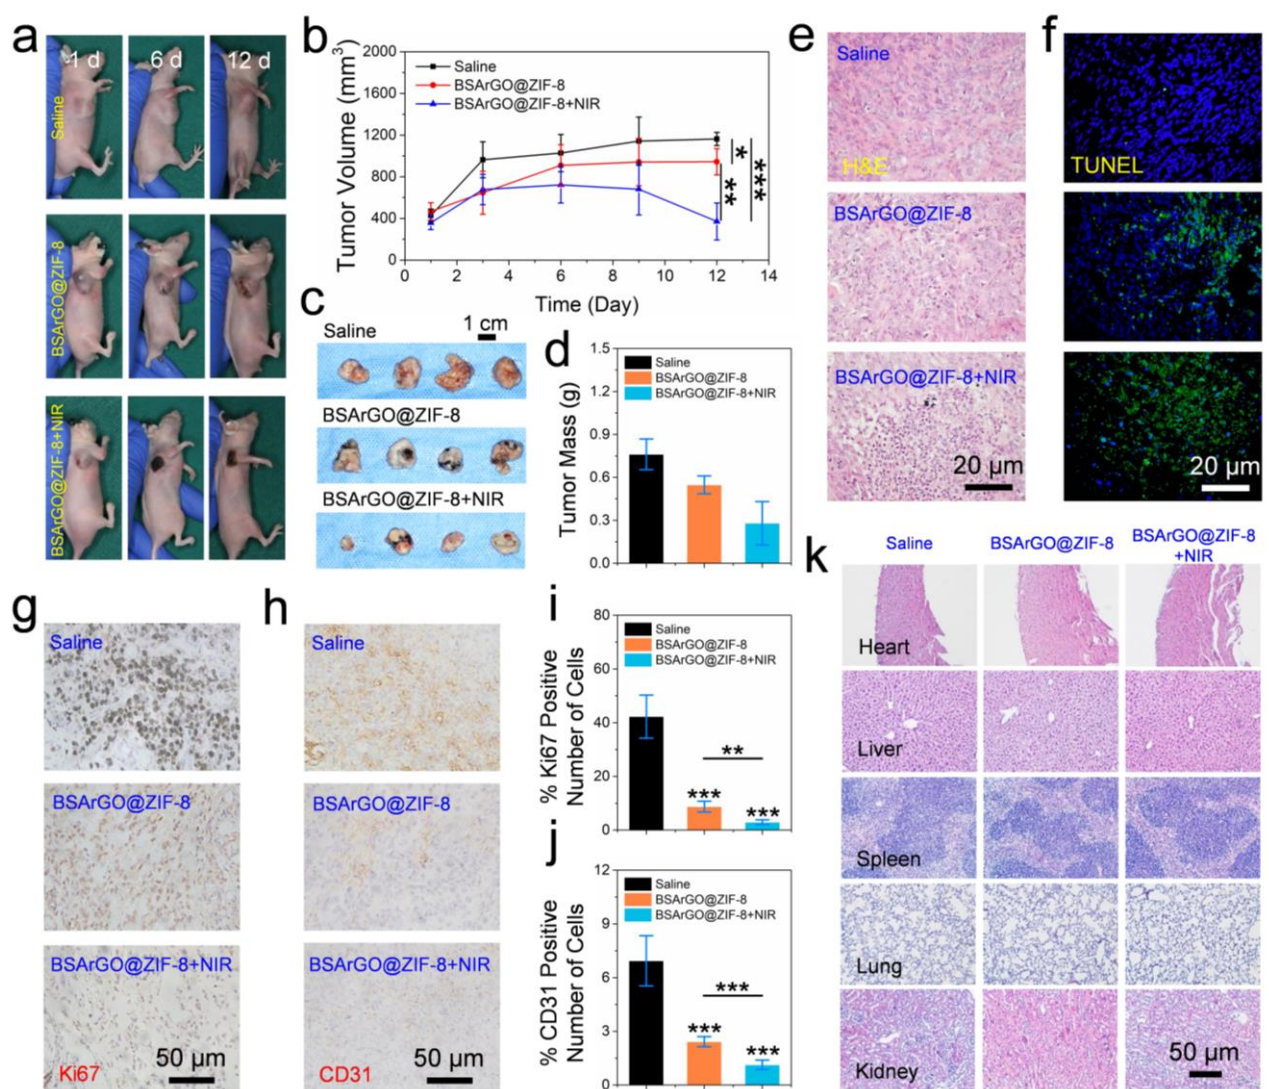 a
1 d
6 d
12 d
Saline
BSArGO@ZIF-8
BSArGO@ZIF-8+NIR
b
Tumor Volume (mm³)
2000
1600
1200
800
400
0
0 2 4 6 8 10 12 14
Time (Day)
Saline
BSArGO@ZIF-8
BSArGO@ZIF-8+NIR
*
**
***
c
1 cm
Saline
BSArGO@ZIF-8
BSArGO@ZIF-8+NIR
d
Tumor Mass (g)
1.5
1.2
0.9
0.6
0.3
0.0
Saline
BSArGO@ZIF-8
BSArGO@ZIF-8+NIR
e
Saline
H&E
BSArGO@ZIF-8
BSArGO@ZIF-8+NIR
20 μm
f
TUNEL
20 μm
g
Saline
BSArGO@ZIF-8
BSArGO@ZIF-8+NIR
Ki67
50 μm
h
Saline
BSArGO@ZIF-8
BSArGO@ZIF-8+NIR
CD31
50 μm
i
% Ki67 Positive
Number of Cells
80
60
40
20
0
Saline
BSArGO@ZIF-8
BSArGO@ZIF-8+NIR
**
***
***
j
% CD31 Positive
Number of Cells
12
9
6
3
0
Saline
BSArGO@ZIF-8
BSArGO@ZIF-8+NIR
***
***
***
k
Saline
BSArGO@ZIF-8
BSArGO@ZIF-8
+NIR
Heart
Liver
Spleen
Lung
Kidney
50 μm